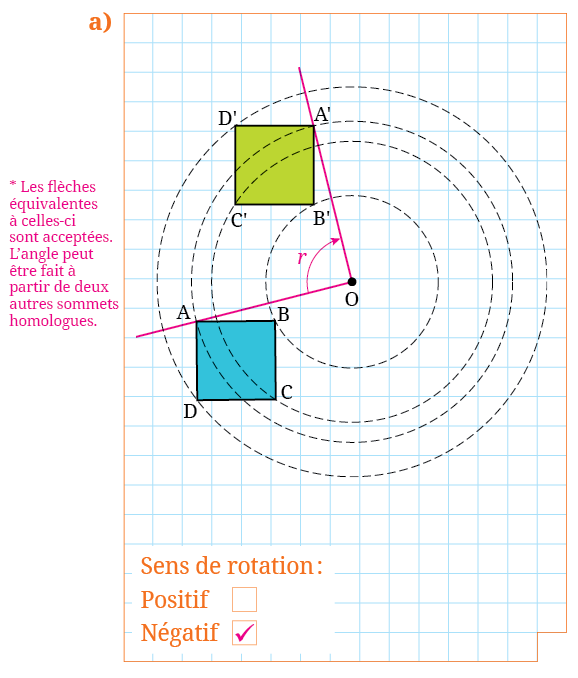 a)
* Les flèches
équivalentes
à celles-ci
sont acceptées.
L'angle peut
être fait à
partir de deux
autres sommets
homologues.
D'
A'
C'
B'
r
O
A
B
C
D
Sens de rotation :
Positif
Négatif ✓